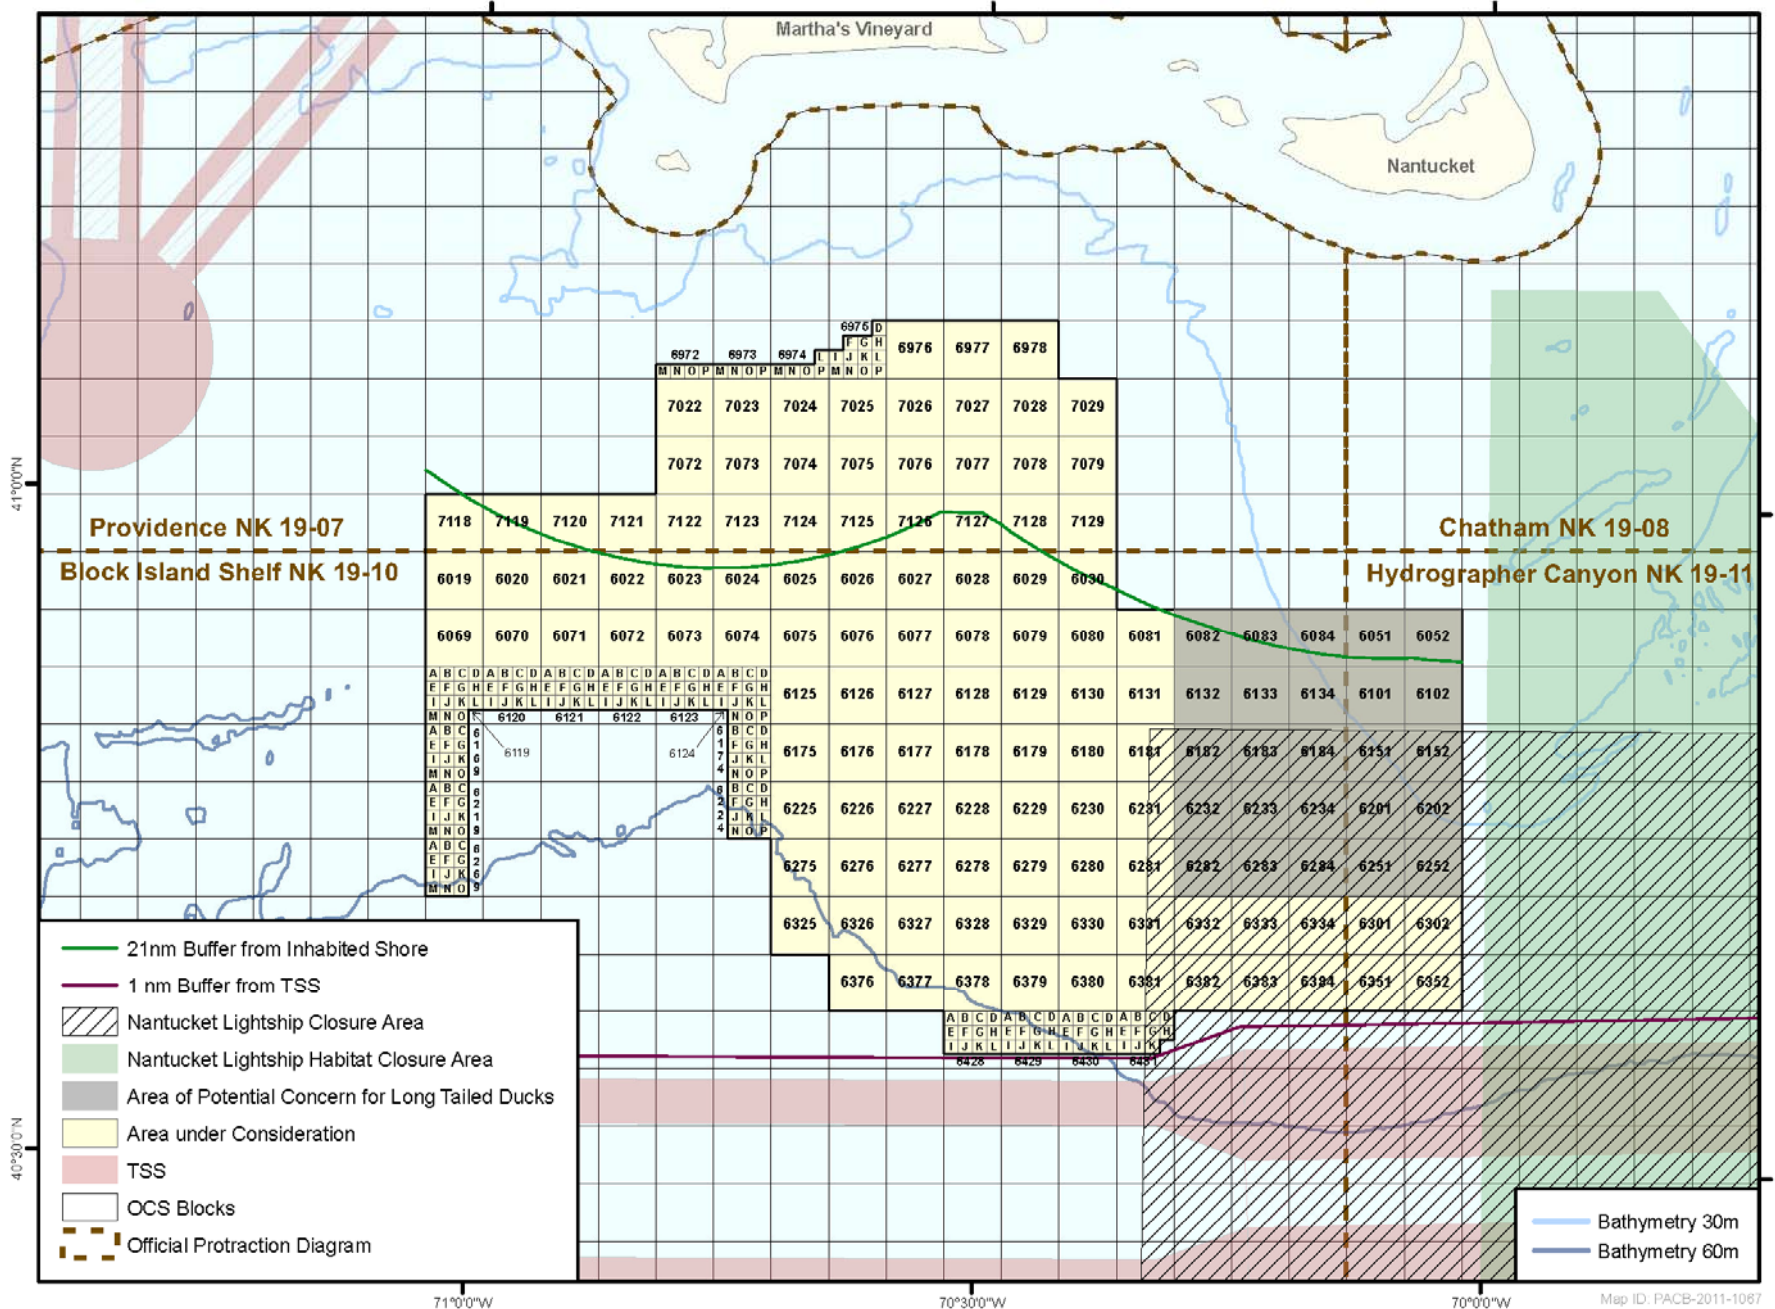 Martha's Vineyard
Nantucket
6975 D
F G H
6972 6973 6974 L I J K L
M N O P M N O P M N O P M N O P
6976 6977 6978
7022 7023 7024 7025 7026 7027 7028 7029
7072 7073 7074 7075 7076 7077 7078 7079
41°0'0"N
7118 7119 7120 7121 7122 7123 7124 7125 7126 7127 7128 7129
Providence NK 19-07
Chatham NK 19-08
Block Island Shelf NK 19-10
Hydrographer Canyon NK 19-11
6019 6020 6021 6022 6023 6024 6025 6026 6027 6028 6029 6030
6069 6070 6071 6072 6073 6074 6075 6076 6077 6078 6079 6080 6081 6082 6083 6084 6051 6052
A B C D A B C D A B C D A B C D A B C D A B C D
E F G H E F G H E F G H E F G H E F G H E F G H
I J K L I J K L I J K L I J K L I J K L I J K L
6125 6126 6127 6128 6129 6130 6131 6132 6133 6134 6101 6102
M N O 6120 6121 6122 6123 N O P
A B C B C D
E F G F G H
I J K J K L
M N O N O P
6169
6119
6124
6174
6175 6176 6177 6178 6179 6180 6181 6182 6183 6184 6151 6152
A B C B C D
E F G F G H
I J K J K L
M N O N O P
6219
6224
6225 6226 6227 6228 6229 6230 6231 6232 6233 6234 6201 6202
A B C
E F G
I J K
M N O
6269
6275 6276 6277 6278 6279 6280 6281 6282 6283 6284 6251 6252
6325 6326 6327 6328 6329 6330 6331 6332 6333 6334 6301 6302
6376 6377 6378 6379 6380 6381 6382 6383 6384 6351 6352
A B C D A B C D A B C D A B C D
E F G H E F G H E F G H E F G H
I J K L I J K L I J K L I J K
6428 6429 6430 6431
21nm Buffer from Inhabited Shore
1 nm Buffer from TSS
Nantucket Lightship Closure Area
Nantucket Lightship Habitat Closure Area
Area of Potential Concern for Long Tailed Ducks
Area under Consideration
TSS
OCS Blocks
Official Protraction Diagram
40°30'0"N
Bathymetry 30m
Bathymetry 60m
71°0'0"W
70°30'0"W
70°0'0"W
Map ID: PACB-2011-1067